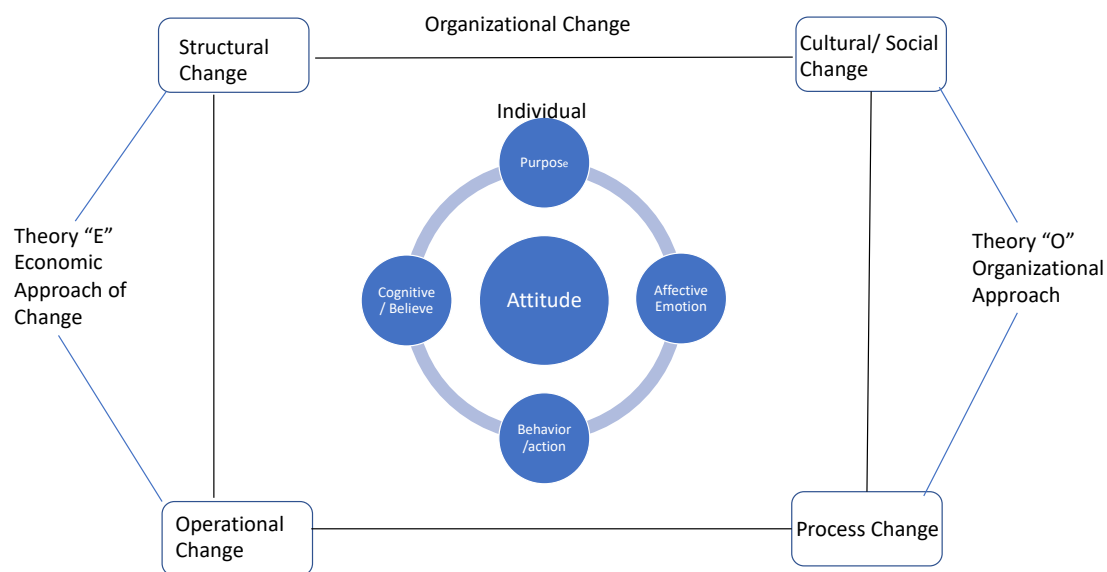 Organizational Change
Structural
Change
Cultural/ Social
Change
Individual
Purpose
Theory “E”
Economic
Approach of
Change
Cognitive
/ Believe
Attitude
Affective
Emotion
Theory “O”
Organizational
Approach
Behavior
/action
Operational
Change
Process Change